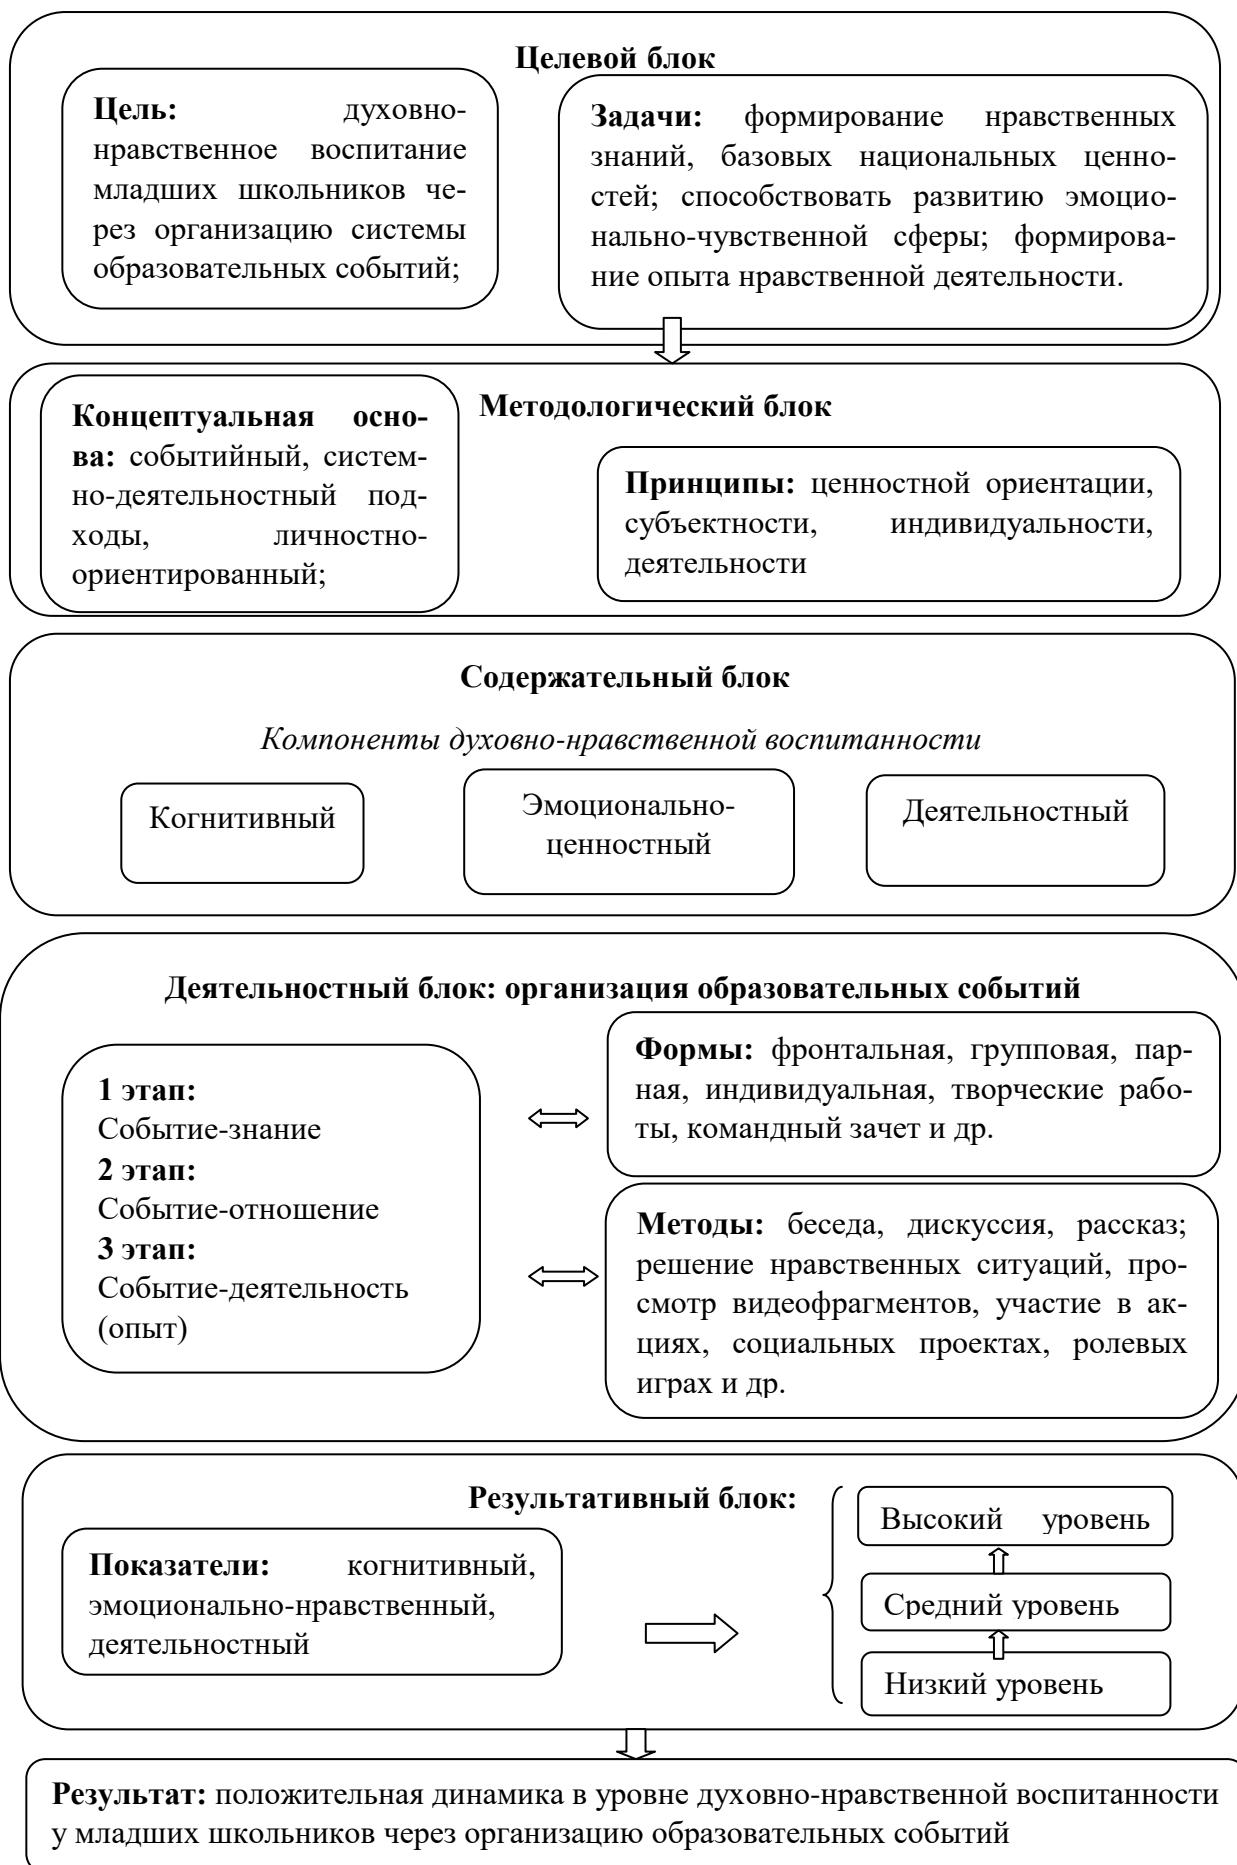 Целевой блок
Цель: духовно-
нравственное воспитание
младших школьников че-
рез организацию системы
образовательных событий;
Задачи: формирование нравственных
знаний, базовых национальных ценно-
стей; способствовать развитию эмоцио-
нально-чувственной сферы; формирова-
ние опыта нравственной деятельности.
Методологический блок
Концептуальная осно-
ва: событийный, систем-
но-деятельностный под-
ходы, личностно-
ориентированный;
Принципы: ценностной ориентации,
субъектности, индивидуальности,
деятельности
Содержательный блок
Компоненты духовно-нравственной воспитанности
Когнитивный
Эмоционально-
ценностный
Деятельностный
Деятельностный блок: организация образовательных событий
1 этап:
Событие-знание
2 этап:
Событие-отношение
3 этап:
Событие-деятельность
(опыт)
Формы: фронтальная, групповая, пар-
ная, индивидуальная, творческие рабо-
ты, командный зачет и др.
Методы: беседа, дискуссия, рассказ;
решение нравственных ситуаций, про-
смотр видеофрагментов, участие в ак-
циях, социальных проектах, ролевых
играх и др.
Результативный блок:
Показатели: когнитивный,
эмоционально-нравственный,
деятельностный
Высокий уровень
Средний уровень
Низкий уровень
Результат: положительная динамика в уровне духовно-нравственной воспитанности
у младших школьников через организацию образовательных событий